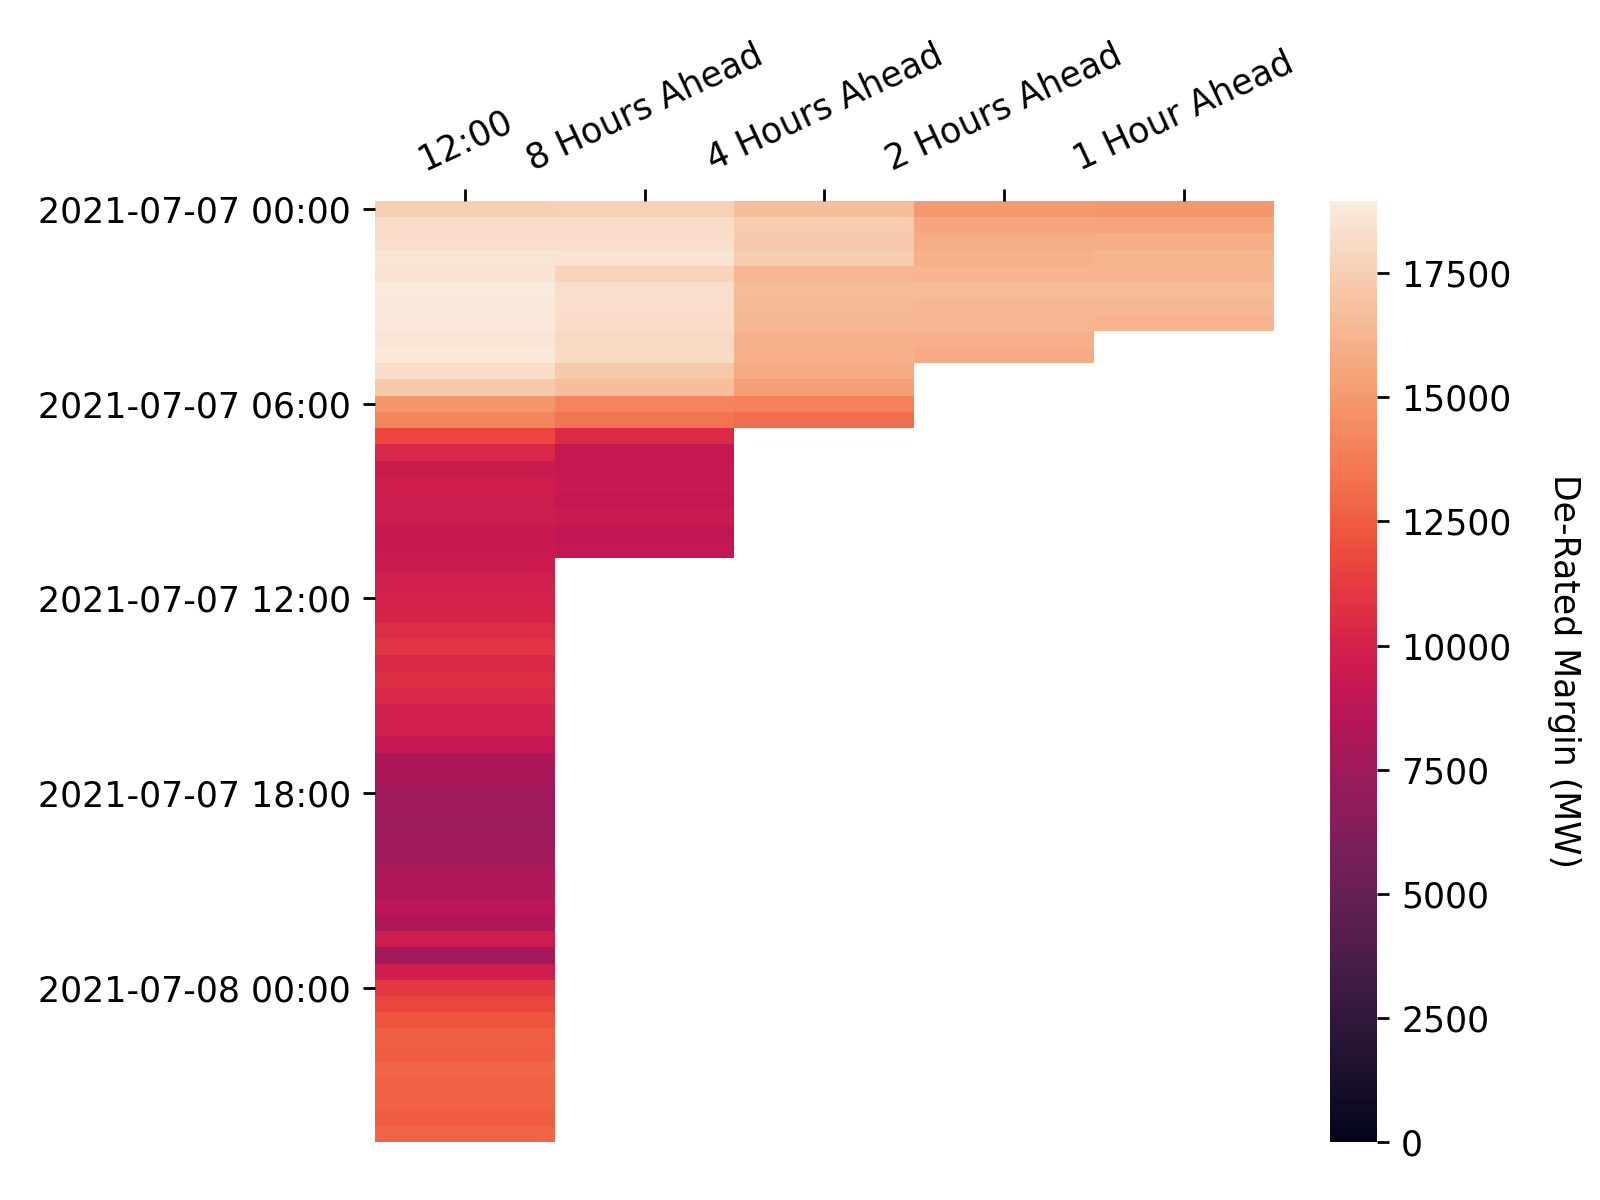 12:00
8 Hours Ahead
4 Hours Ahead
2 Hours Ahead
1 Hour Ahead
2021-07-07 00:00
2021-07-07 06:00
2021-07-07 12:00
2021-07-07 18:00
2021-07-08 00:00
17500
15000
12500
10000
7500
5000
2500
0
De-Rated Margin (MW)